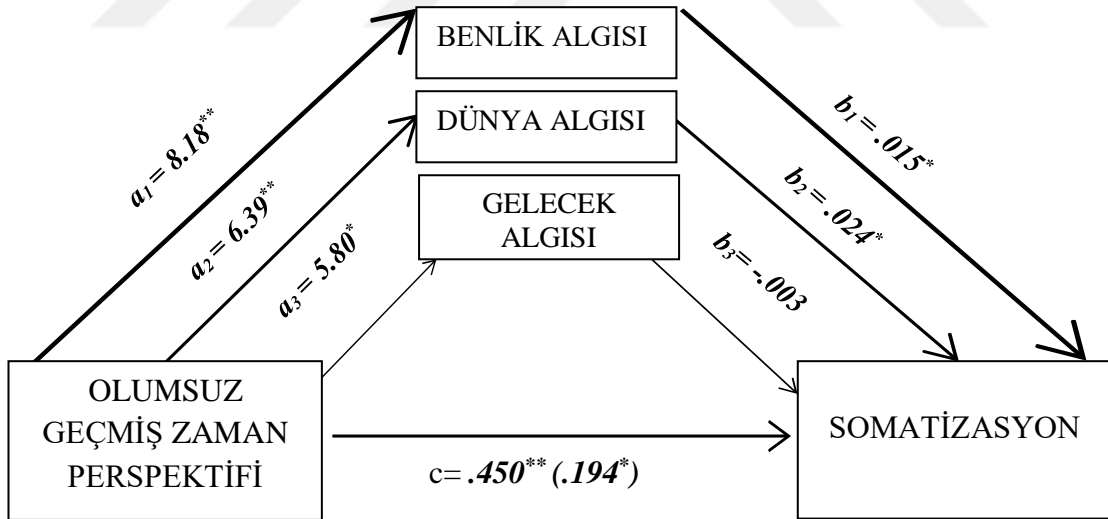 BENLİK ALGISI
DÜNYA ALGISI
GELECEK
ALGISI
a₁ = 8.18**
a₂ = 6.39**
a₃ = 5.80*
b₁ = .015*
b₂ = .024*
b₃= -.003
OLUMSUZ
GEÇMİŞ ZAMAN
PERSPEKTİFİ
SOMATİZASYON
c= .450** (.194*)